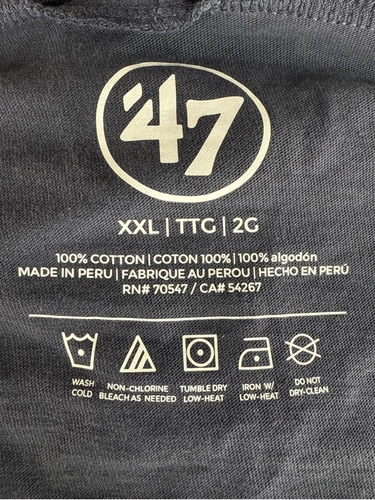 '47
XXL | TTG | 2G
100% COTTON | COTON 100% | 100% algodón
MADE IN PERU | FABRIQUE AU PEROU | HECHO EN PERÚ
RN# 70547 / CA# 54267
WASH COLD
NON-CHLORINE BLEACH AS NEEDED
TUMBLE DRY LOW-HEAT
IRON W/ LOW-HEAT
DO NOT DRY-CLEAN